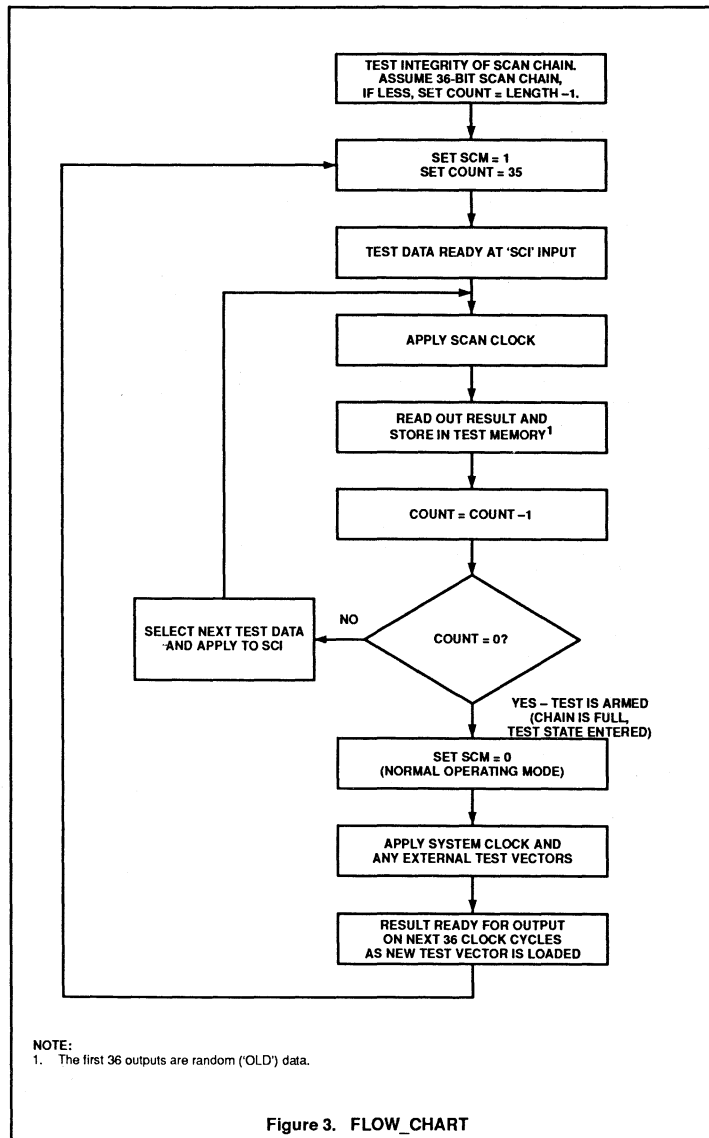 TEST INTEGRITY OF SCAN CHAIN.
ASSUME 36-BIT SCAN CHAIN,
IF LESS, SET COUNT = LENGTH –1.
SET SCM = 1
SET COUNT = 35
TEST DATA READY AT 'SCI' INPUT
APPLY SCAN CLOCK
READ OUT RESULT AND
STORE IN TEST MEMORY1
COUNT = COUNT –1
COUNT = 0?
NO
SELECT NEXT TEST DATA
AND APPLY TO SCI
YES – TEST IS ARMED
(CHAIN IS FULL,
TEST STATE ENTERED)
SET SCM = 0
(NORMAL OPERATING MODE)
APPLY SYSTEM CLOCK AND
ANY EXTERNAL TEST VECTORS
RESULT READY FOR OUTPUT
ON NEXT 36 CLOCK CYCLES
AS NEW TEST VECTOR IS LOADED
NOTE:
1. The first 36 outputs are random ('OLD') data.
Figure 3. FLOW_CHART